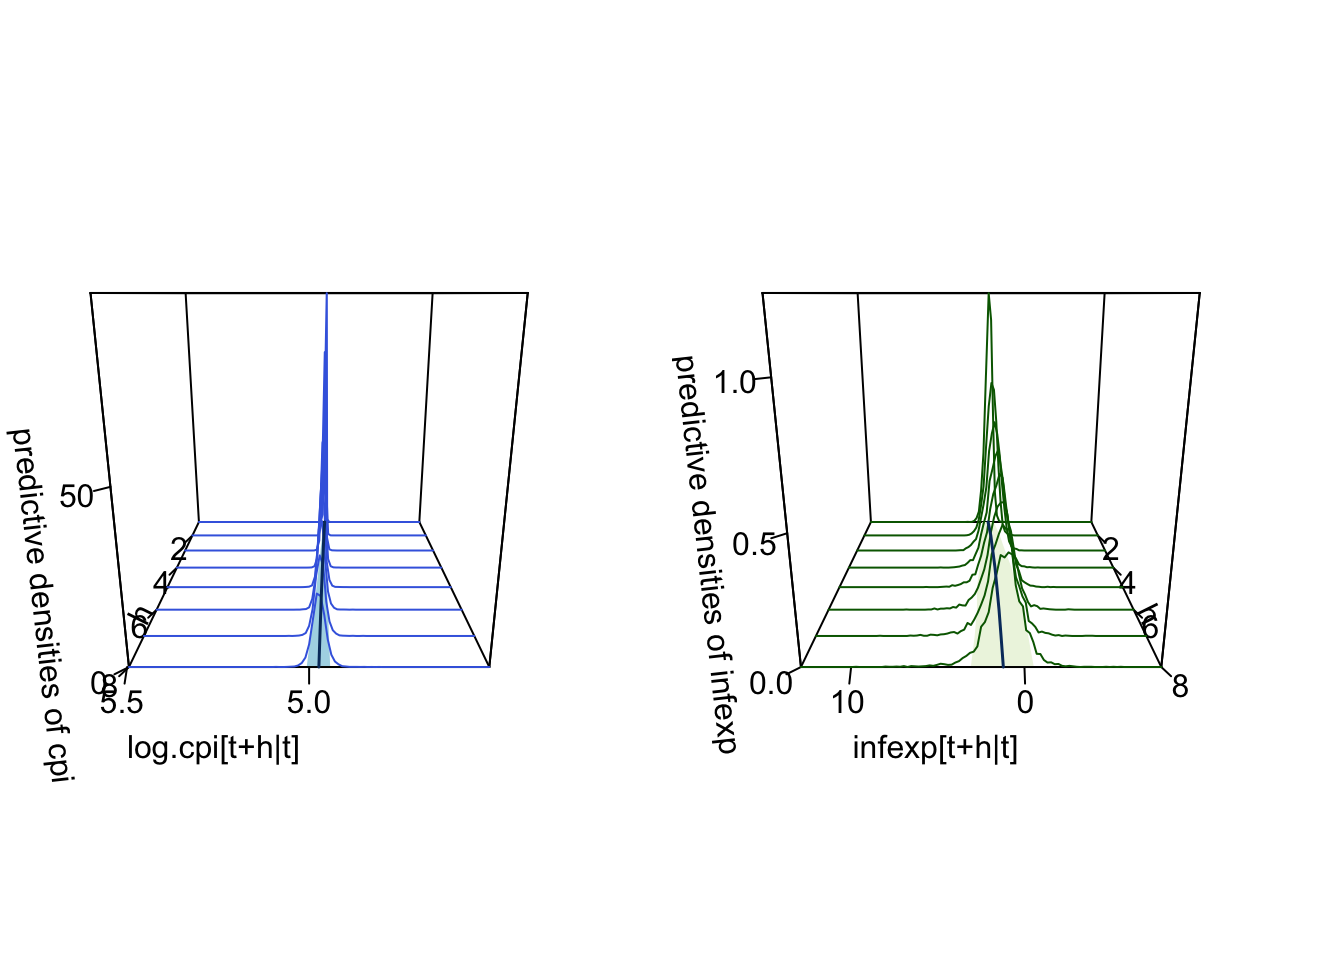 predictive densities of cpi
50
0
2
4
h
6
8
5.5
5.0
log.cpi[t+h|t]
predictive densities of infexp
1.0
0.5
0.0
10
0
2
4
h
6
8
infexp[t+h|t]